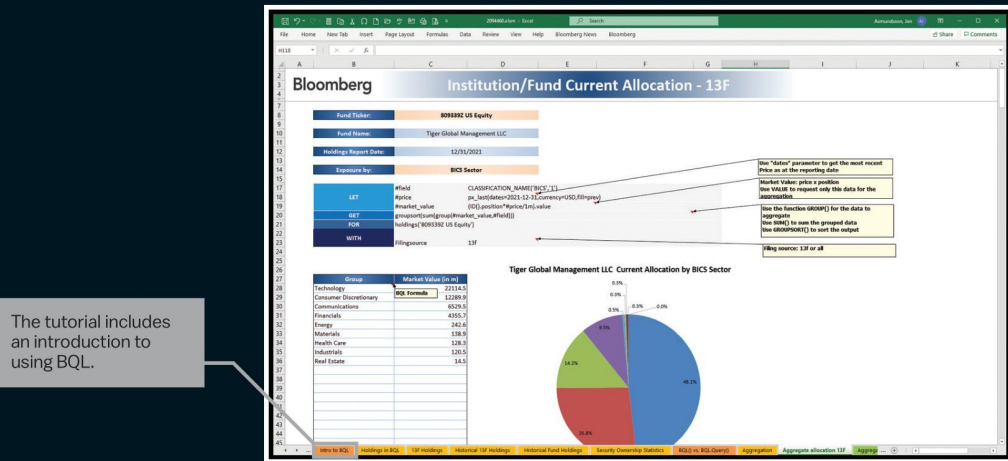 2094460.xlsm - Excel
Search
Asmundsson, Jon
File Home New Tab Insert Page Layout Formulas Data Review View Help Bloomberg News Bloomberg
Share Comments
H118
A B C D E F G H I J K
Bloomberg
Institution/Fund Current Allocation - 13F
Fund Ticker: 809339Z US Equity
Fund Name: Tiger Global Management LLC
Holdings Report Date: 12/31/2021
Exposure by: BICS Sector
LET
#field CLASSIFICATION_NAME('BICS','1')
#price px_last(dates=2021-12-31,currency=USD,fill=prev)
#market_value (ID().position*#price/1m).value
GET groupsort(sum(group(#market_value,#field)))
FOR holdings('809339Z US Equity')
WITH
Filingsource 13f
Use "dates" parameter to get the most recent
Price as at the reporting date
Market Value: price x position
Use VALUE to request only this data for the
aggregation
Use the function GROUP() for the data to
aggregate
Use SUM() to sum the grouped data
Use GROUPSORT() to sort the output
Filing source: 13f or all
Group Market Value (in m)
Technology 22114.5
BQL Formula
Consumer Discretionary 12289.9
Communications 6529.5
Financials 4355.7
Energy 242.6
Materials 138.9
Health Care 128.3
Industrials 120.5
Real Estate 14.5
Tiger Global Management LLC Current Allocation by BICS Sector
0.3%
0.3%
0.5%
0.3%
0.0%
9.5%
14.2%
48.1%
26.8%
The tutorial includes
an introduction to
using BQL.
Intro to BQL Holdings in BQL 13F Holdings Historical 13F Holdings Historical Fund Holdings Security Ownership Statistics BQL() vs. BQL.Query() Aggregation Aggregate allocation 13F Aggrega ...